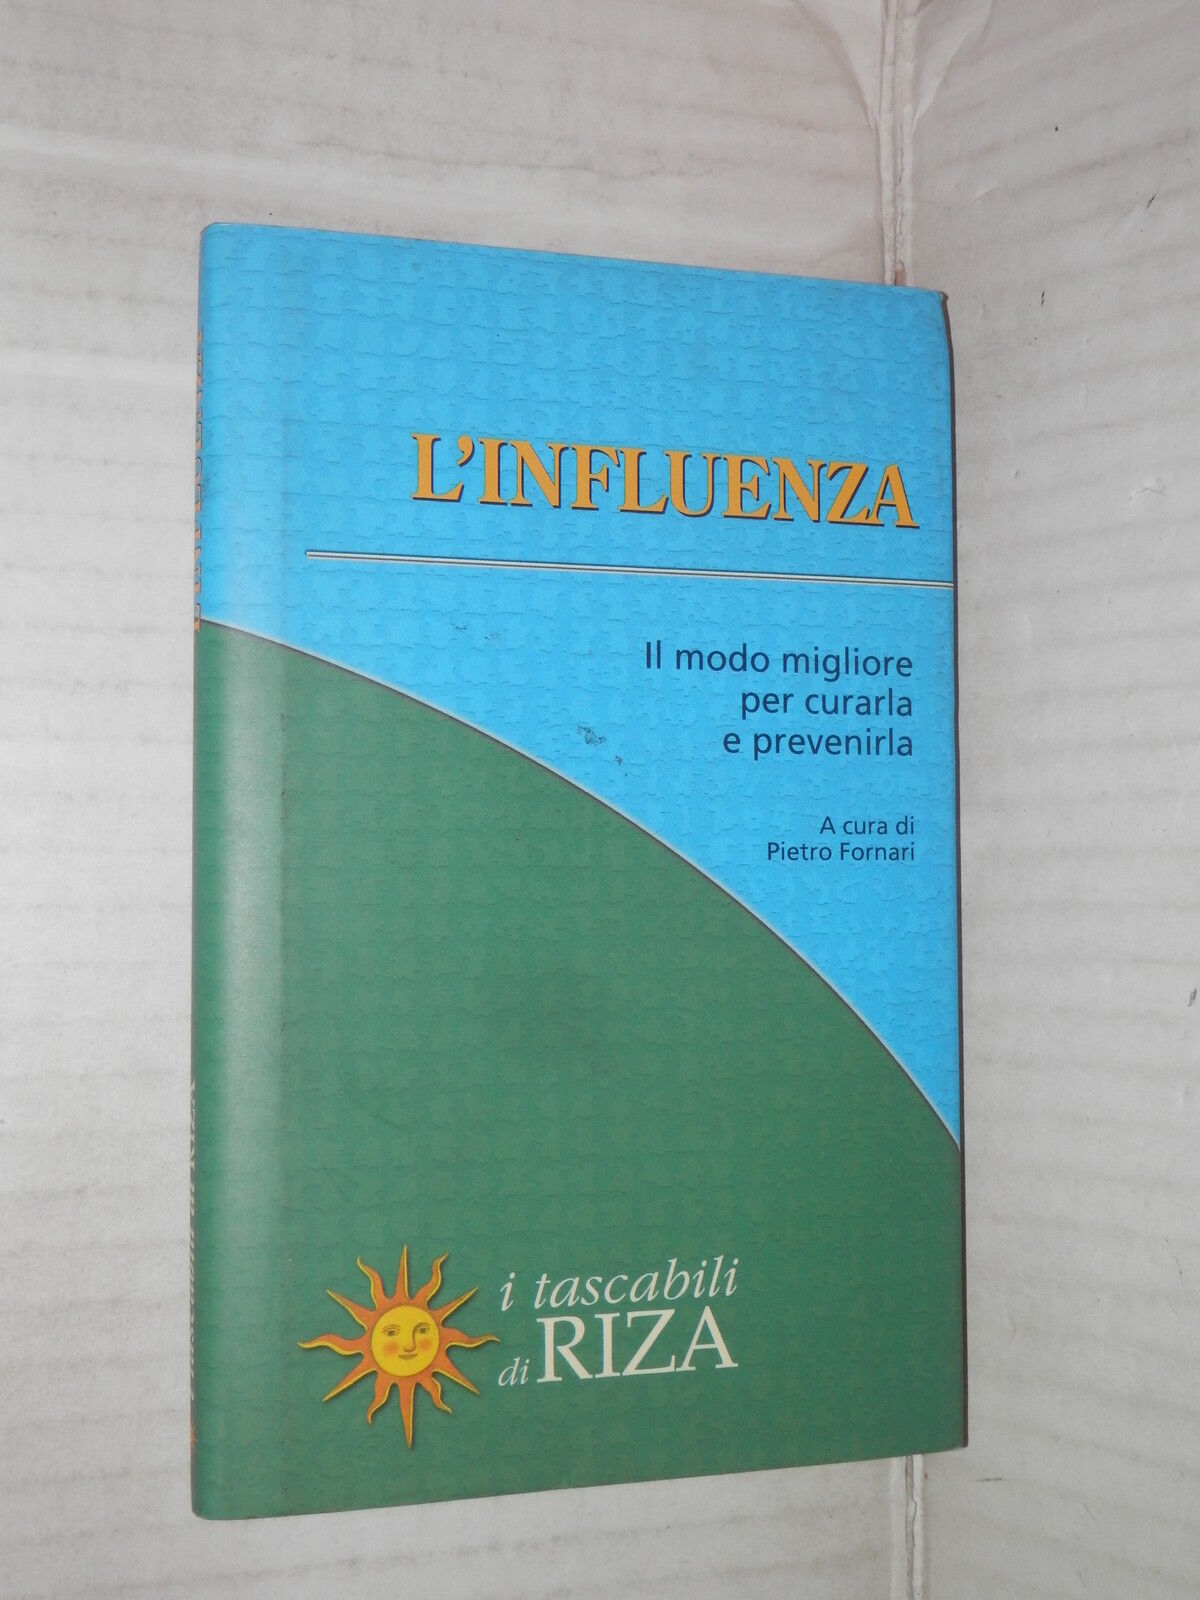 L'INFLUENZA
Il modo migliore
per curarla
e prevenirla
A cura di
Pietro Fornari
i tascabili
di RIZA